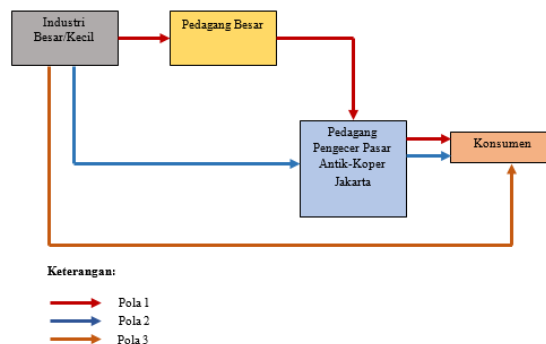 Industri
Besar/Kecil
Pedagang Besar
Pedagang
Pengecer Pasar
Antik-Koper
Jakarta
Konsumen
Keterangan:
Pola 1
Pola 2
Pola 3